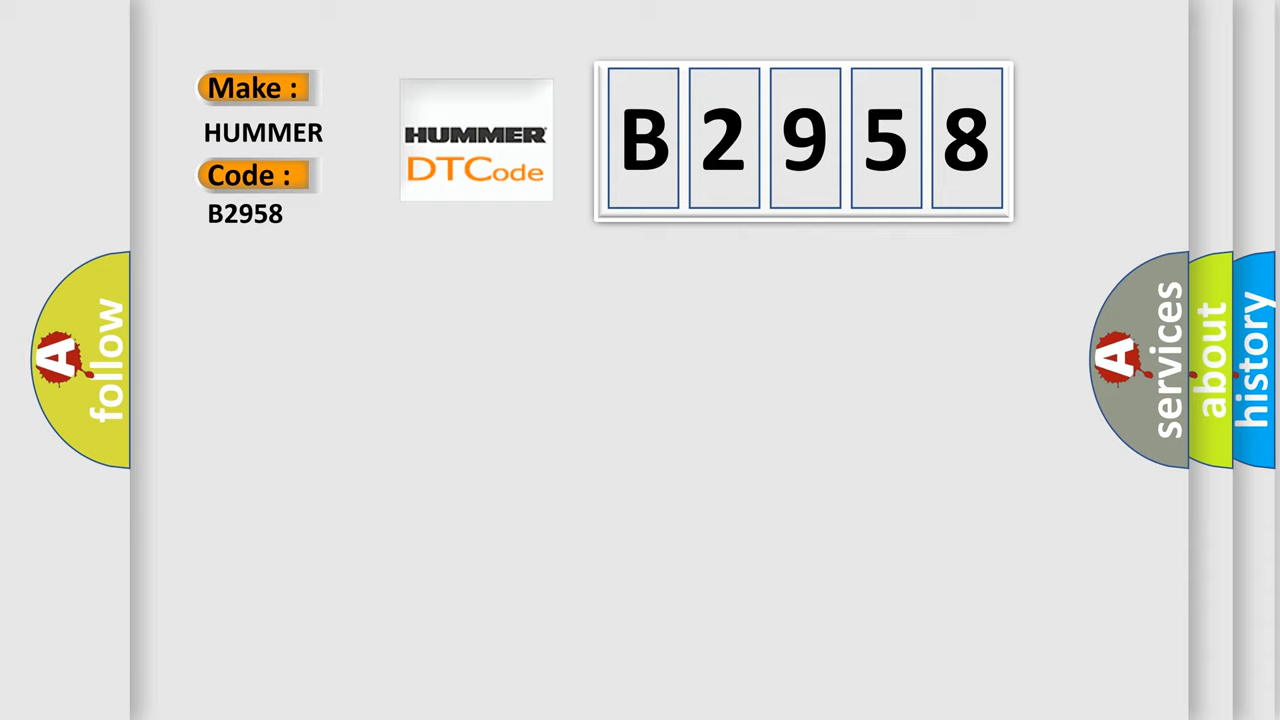 Make :
HUMMER
Code :
B2958
HUMMER
DTCode
B 2 9 5 8
A follow
A services
about
history